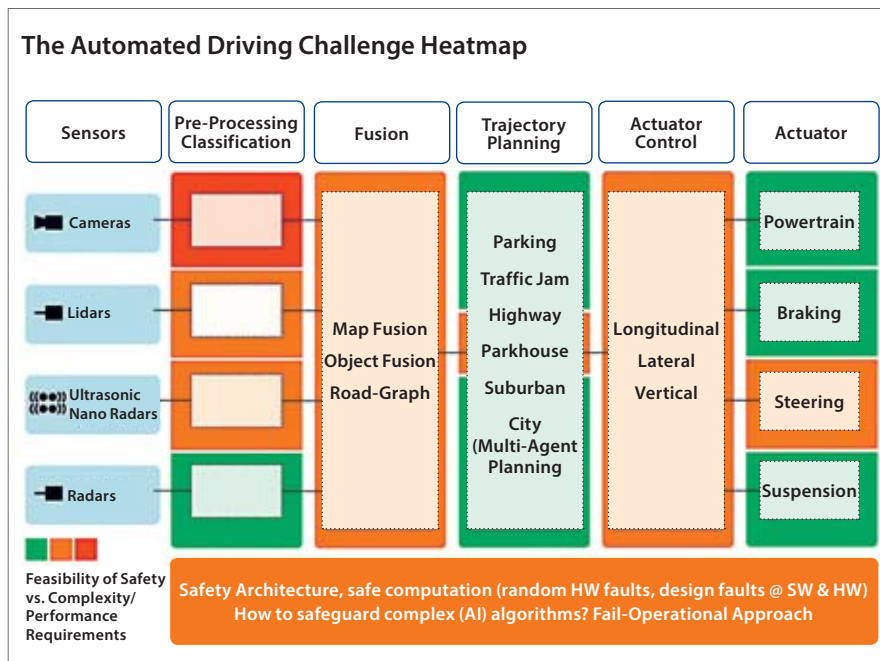 The Automated Driving Challenge Heatmap
Sensors
Pre-Processing
Classification
Fusion
Trajectory
Planning
Actuator
Control
Actuator
Cameras
Lidars
Ultrasonic
Nano Radars
Radars
Map Fusion
Object Fusion
Road-Graph
Parking
Traffic Jam
Highway
Parkhouse
Suburban
City
(Multi-Agent
Planning
Longitudinal
Lateral
Vertical
Powertrain
Braking
Steering
Suspension
Feasibility of Safety
vs. Complexity/
Performance
Requirements
Safety Architecture, safe computation (random HW faults, design faults @ SW & HW)
How to safeguard complex (AI) algorithms? Fail-Operational Approach